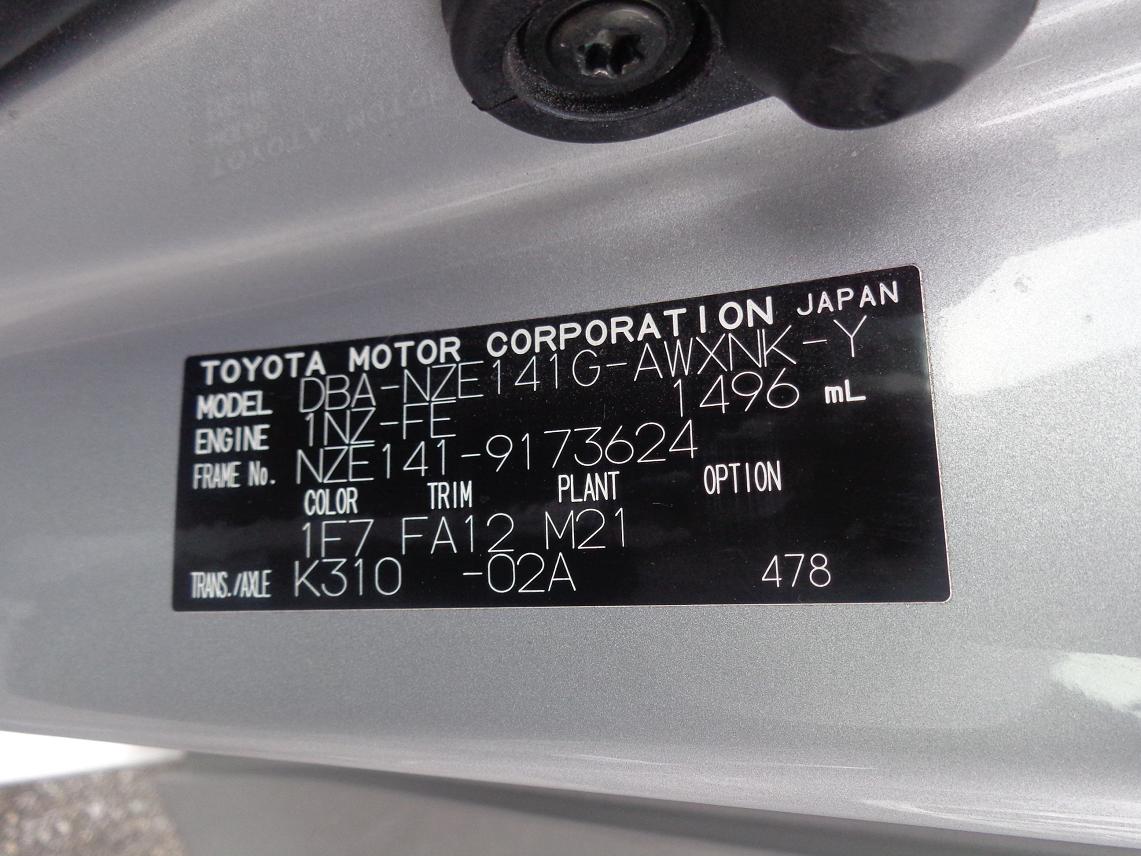 TOYOTA MOTOR CORPORATION JAPAN
MODEL DBA-NZE141G-AWXNK-Y
ENGINE 1NZ-FE 1496 mL
FRAME No. NZE141-9173624
COLOR TRIM PLANT OPTION
1F7 FA12 M21
TRANS./AXLE K310 -02A 478